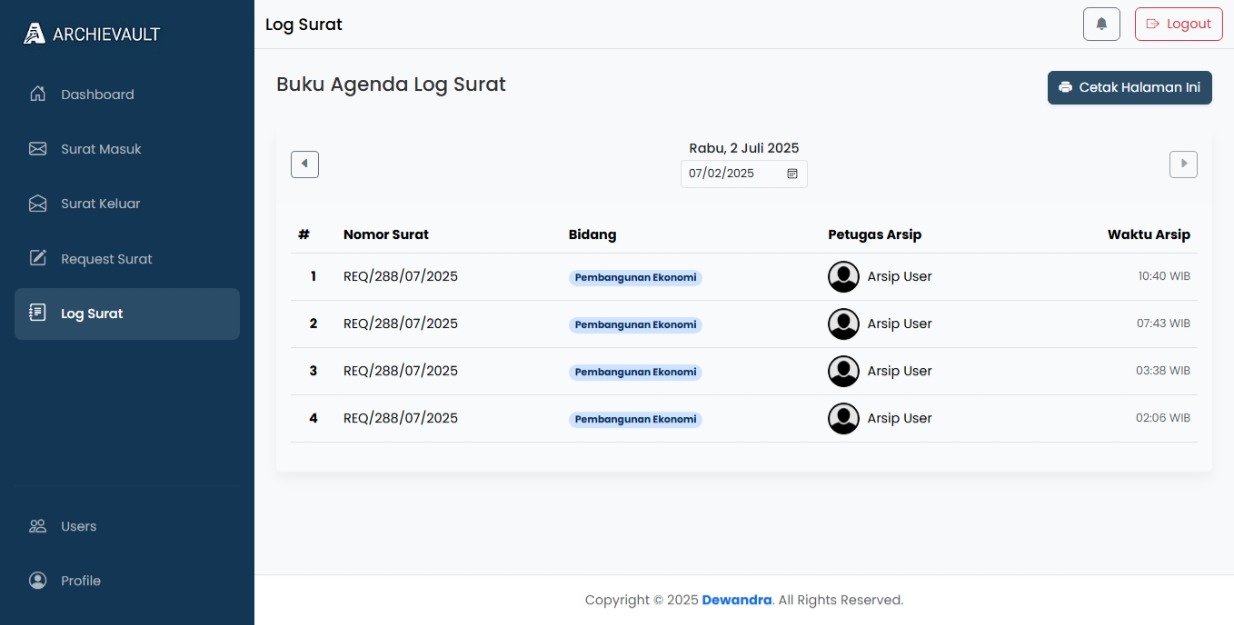 ARCHIEVAULT
Dashboard
Surat Masuk
Surat Keluar
Request Surat
Log Surat
Users
Profile
Log Surat
Logout
Buku Agenda Log Surat
Cetak Halaman Ini
Rabu, 2 Juli 2025
07/02/2025
# Nomor Surat Bidang Petugas Arsip Waktu Arsip
1 REQ/288/07/2025 Pembangunan Ekonomi Arsip User 10:40 WIB
2 REQ/288/07/2025 Pembangunan Ekonomi Arsip User 07:43 WIB
3 REQ/288/07/2025 Pembangunan Ekonomi Arsip User 03:38 WIB
4 REQ/288/07/2025 Pembangunan Ekonomi Arsip User 02:06 WIB
Copyright © 2025 Dewandra. All Rights Reserved.